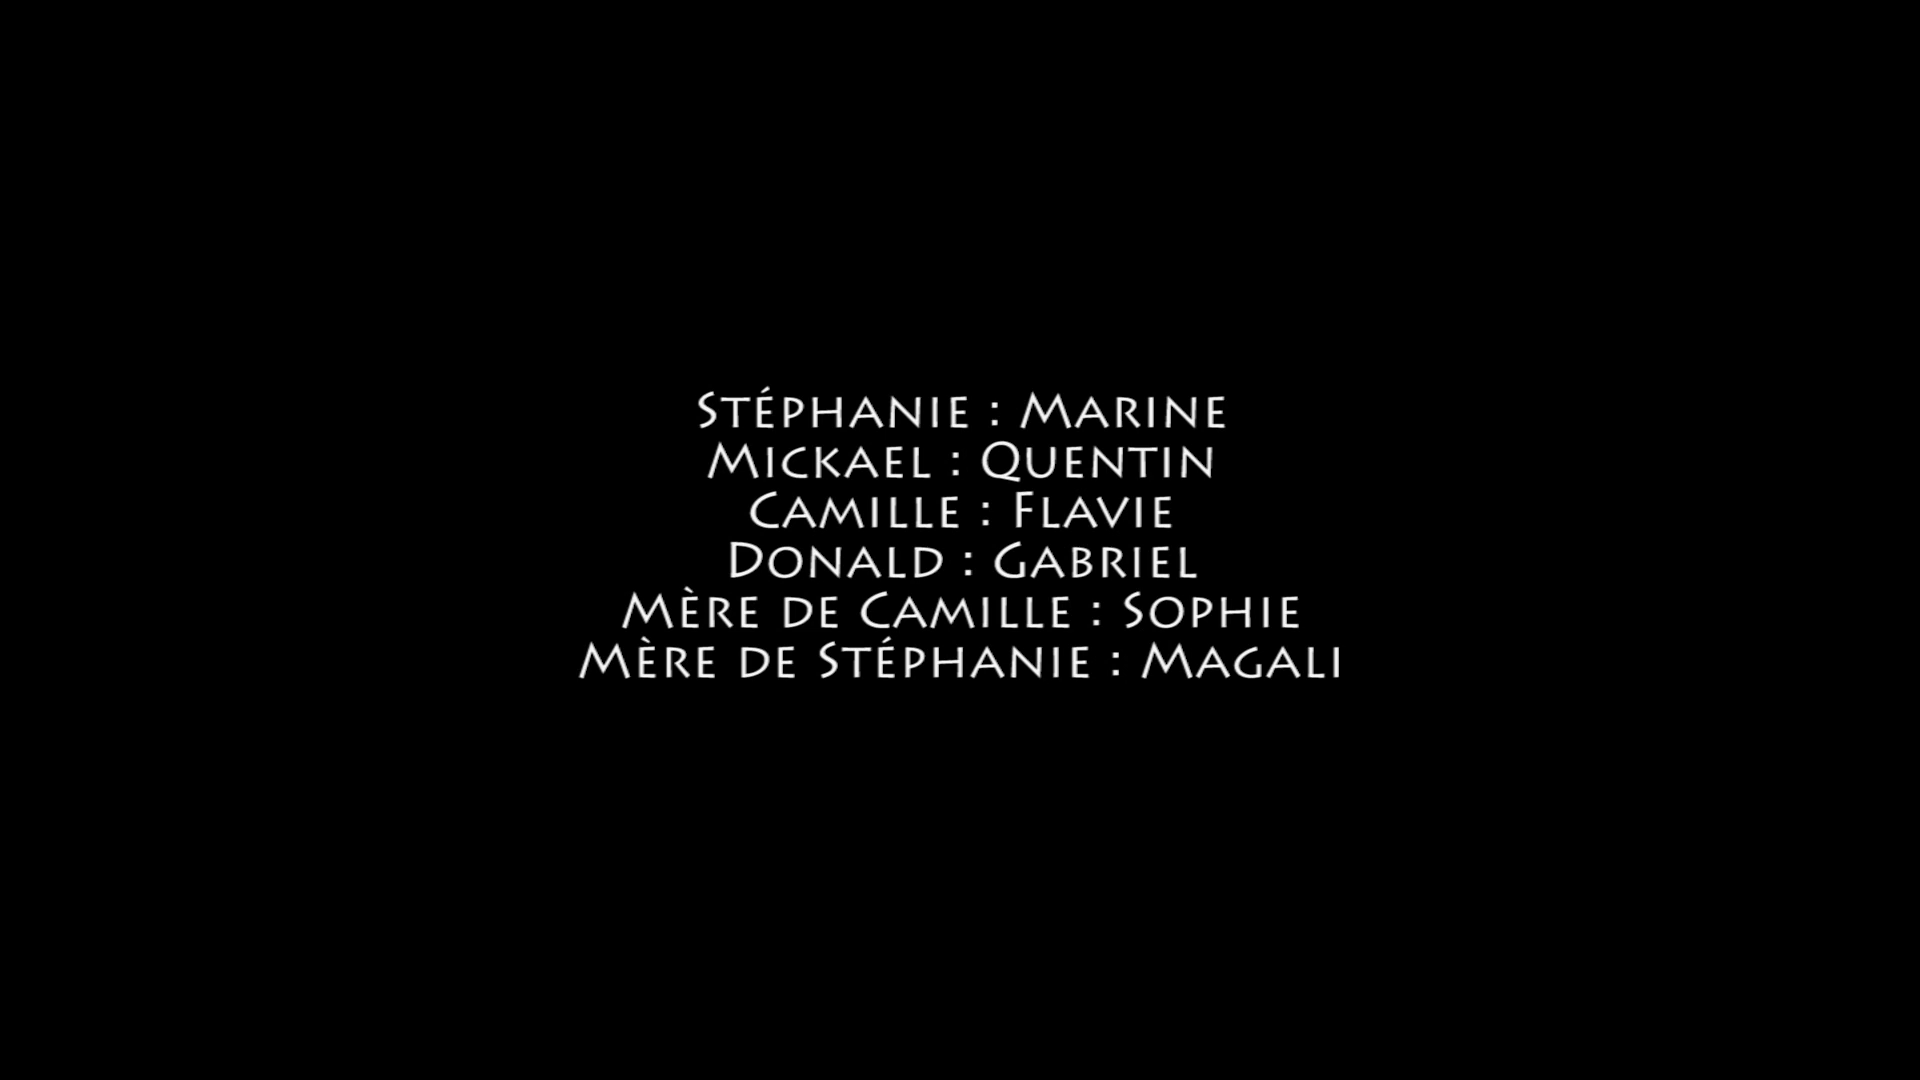 Stéphanie : Marine
Mickael : Quentin
Camille : Flavie
Donald : Gabriel
Mère de Camille : Sophie
Mère de Stéphanie : Magali